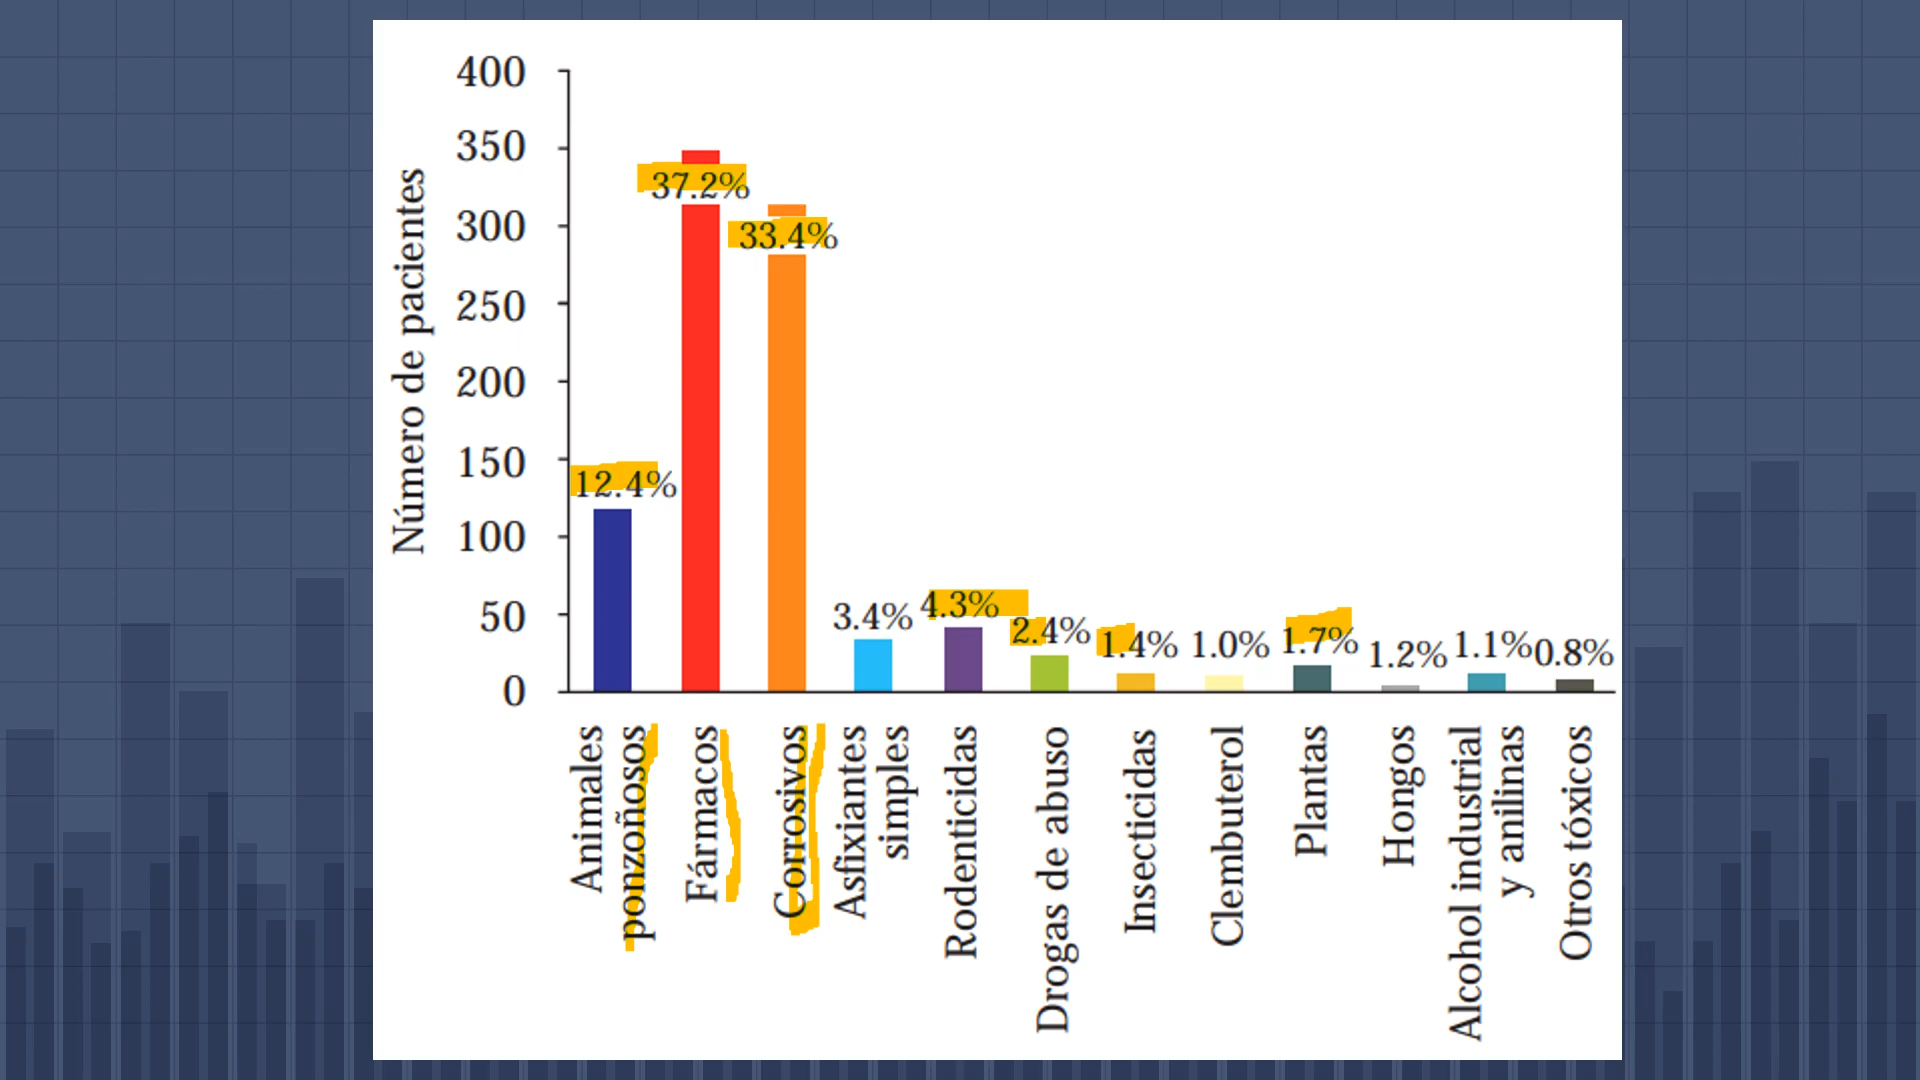 Número de pacientes
400
350
300
250
200
150
100
50
0
12.4%
37.2%
33.4%
3.4%
4.3%
2.4%
1.4%
1.0%
1.7%
1.2%
1.1%
0.8%
Animales
ponzoñosos
Fármacos
Corrosivos
Asfixiantes
simples
Rodenticidas
Drogas de abuso
Insecticidas
Clembuterol
Plantas
Hongos
Alcohol industrial
y anilinas
Otros tóxicos